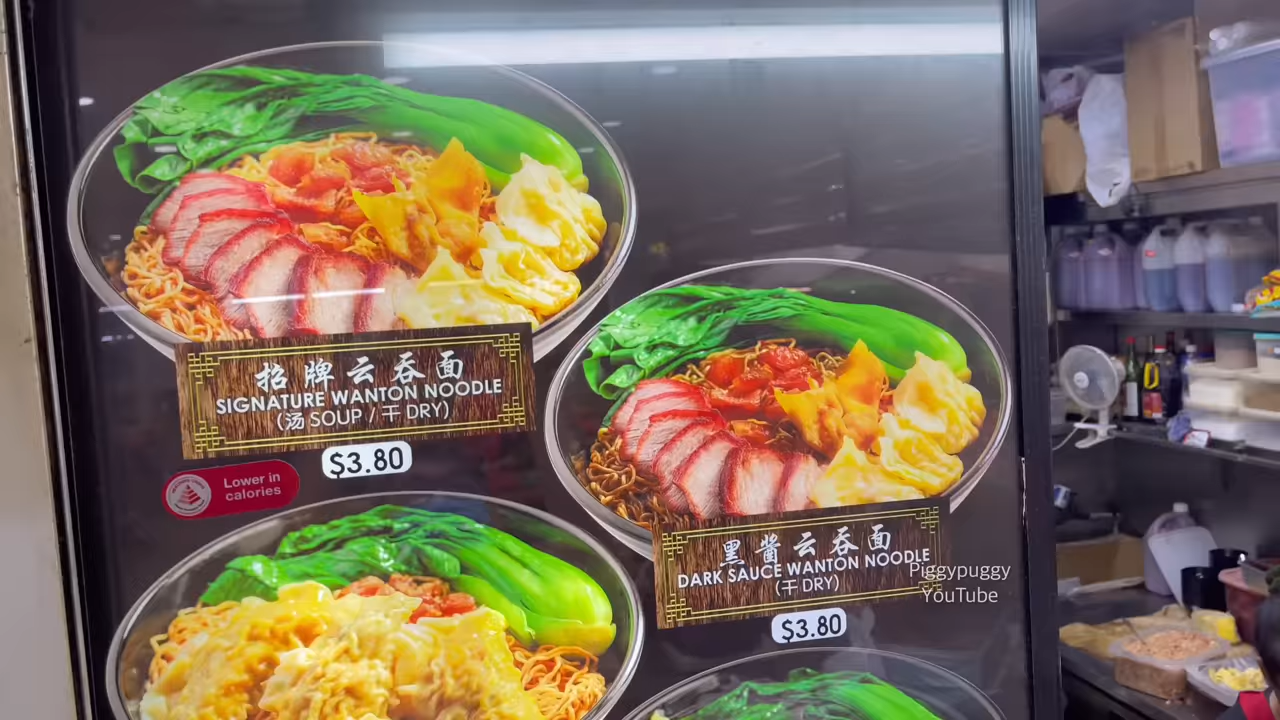 招牌云吞面
SIGNATURE WANTON NOODLE
(汤 SOUP / 干 DRY)
$3.80
Lower in
calories
黑酱云吞面
DARK SAUCE WANTON NOODLE
(干 DRY)
$3.80
Piggypuggy
YouTube